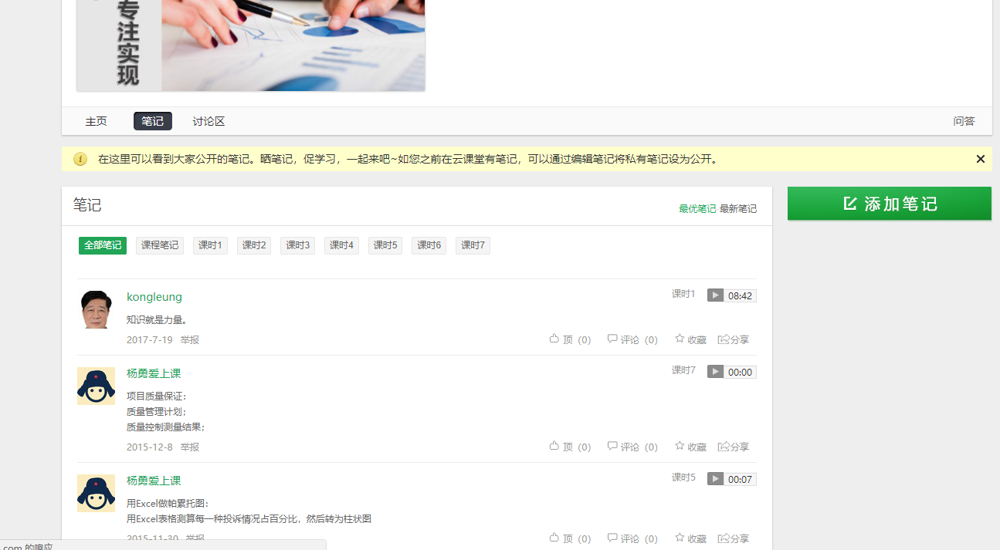 专注实现
主页
笔记
讨论区
问答
在这里可以看到大家公开的笔记。晒笔记，促学习，一起来吧~如您之前在云课堂有笔记，可以通过编辑笔记将私有笔记设为公开。
笔记
最优笔记 最新笔记
添加笔记
全部笔记 课程笔记 课时1 课时2 课时3 课时4 课时5 课时6 课时7
kongleung
课时1 08:42
知识就是力量。
2017-7-19 举报
顶 (0) 评论 (0) 收藏 分享
杨勇爱上课
课时7 00:00
项目质量保证：
质量管理计划；
质量控制测量结果；
2015-12-8 举报
顶 (0) 评论 (0) 收藏 分享
杨勇爱上课
课时5 00:07
用Excel做帕累托图：
用Excel表格测算每一种投诉情况占百分比，然后转为柱状图
2015-11-30 举报
顶 (0) 评论 (0) 收藏 分享
.com 的响应